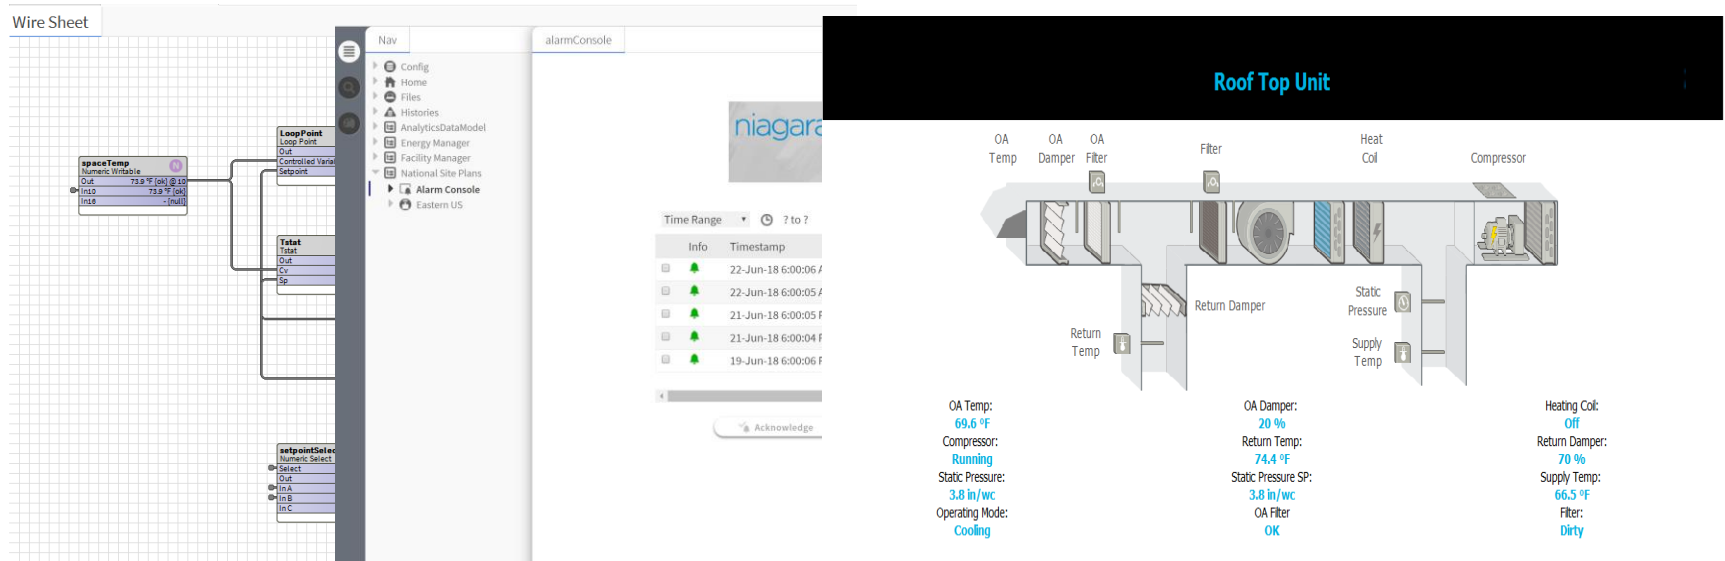 Wire Sheet
spaceTemp
Numeric Writable
N
Out 73.9 °F {ok} @ 10
In10 73.9 °F {ok}
In16 - {null}
LoopPoint
Loop Point
Out
Controlled Varial
Setpoint
Tstat
Tstat
Out
Cv
Sp
setpointSelec
Numeric Select
Select
Out
In A
In B
In C
Nav
Config
Home
Files
Histories
AnalyticsDataModel
Energy Manager
Facility Manager
National Site Plans
Alarm Console
Eastern US
alarmConsole
niagara
Time Range ? to ?
Info Timestamp
22-Jun-18 6:00:06 A
22-Jun-18 6:00:05 A
21-Jun-18 6:00:05 P
21-Jun-18 6:00:04 P
19-Jun-18 6:00:06 P
Acknowledge
Roof Top Unit
OA
Temp
OA
Damper
OA
Filter
Filter
Heat
Coil
Compressor
Return Damper
Return
Temp
Static
Pressure
Supply
Temp
OA Temp: OA Damper: Heating Coil:
69.6 ºF 20 % Off
Compressor: Return Temp: Return Damper:
Running 74.4 ºF 70 %
Static Pressure: Static Pressure SP: Supply Temp:
3.8 in/wc 3.8 in/wc 66.5 ºF
Operating Mode: OA Filter Filter:
Cooling OK Dirty